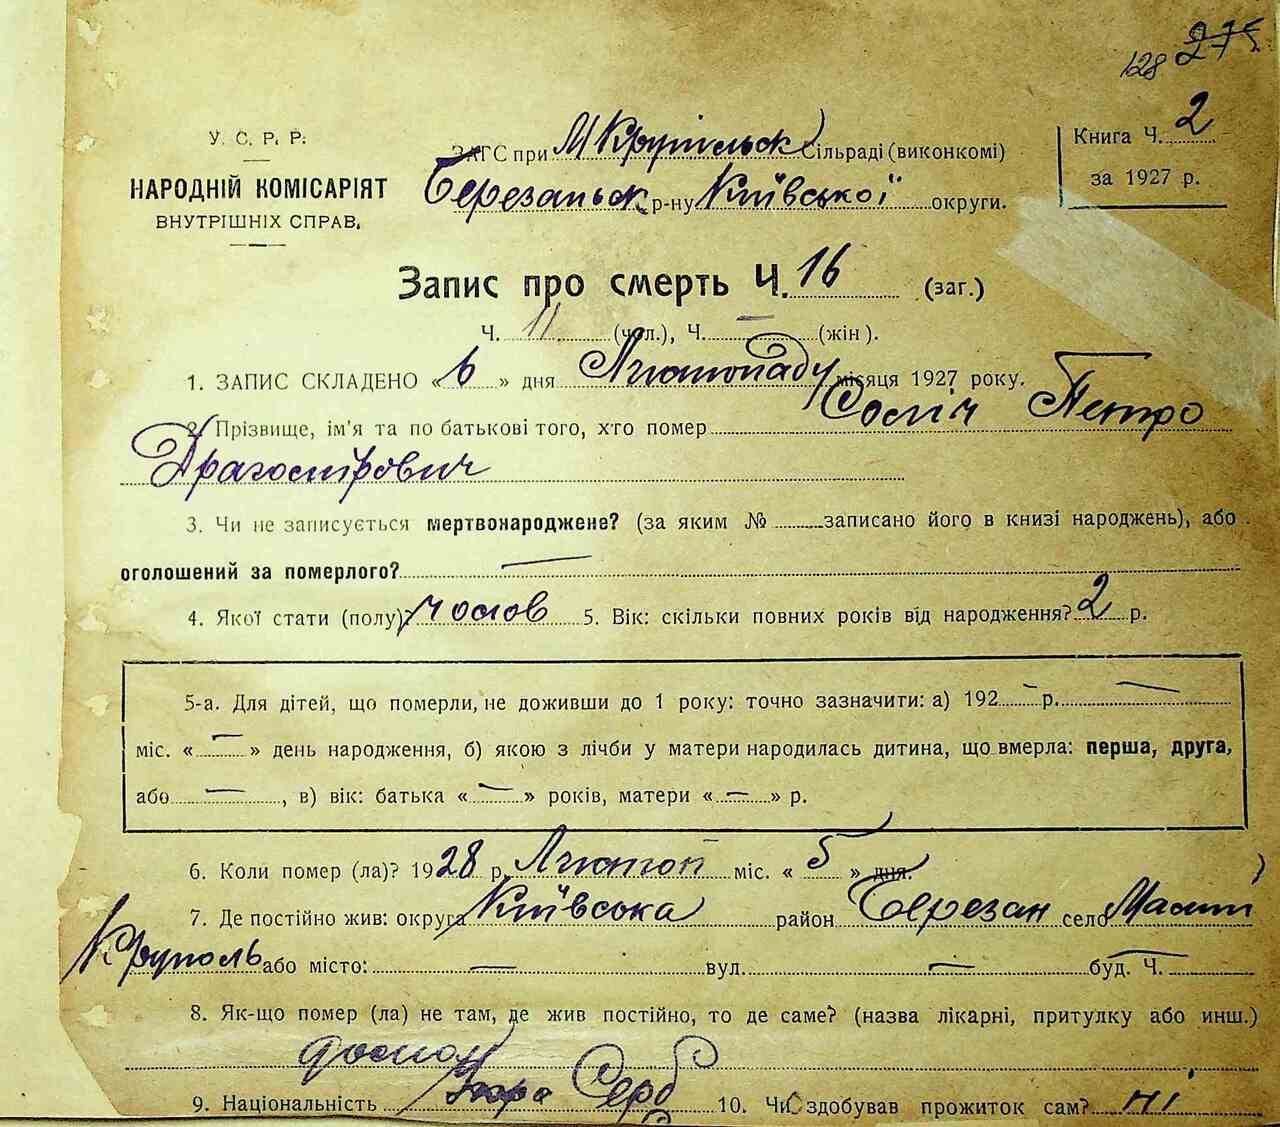 128 275
У. С. Р. Р.
НАРОДНІЙ КОМІСАРІЯТ
ВНУТРІШНІХ СПРАВ,
ЗАГС при МКрупільск Сільраді (виконкомі)
Березаньск р-ну Київської округи.
Книга Ч. 2
за 1927 р.
Запис про смерть Ч. 16 (заг.)
Ч. 11 (чол.), Ч. — (жін).
1. ЗАПИС СКЛАДЕНО « 6 » дня Листопаду місяця 1927 року.
2. Прізвище, ім'я та по батькові того, хто помер Петро
3. Чи не записується мертвонароджене? (за яким № записано його в книзі народжень), або
оголошений за померлого? —
4. Якої стати (полу)? чолов 5. Вік: скільки повних років від народження? 2 р.
5-а. Для дітей, що померли, не доживши до 1 року: точно зазначити: а) 192 — р. —
міс. « — » день народження, б) якою з лічби у матери народилась дитина, що вмерла: перша, друга,
або — , в) вік: батька « — » років, матери « — » р.
6. Коли помер (ла)? 1928 р. Листоп міс. « 5 » дня.
7. Де постійно жив: округа Київська район Березан село
Круполь або місто: — вул. — буд. Ч. —
8. Як-що помер (ла) не там, де жив постійно, то де саме? (назва лікарні, притулку або инш.)
дома
9. Національність Серб 10. Чи здобував прожиток сам? ні